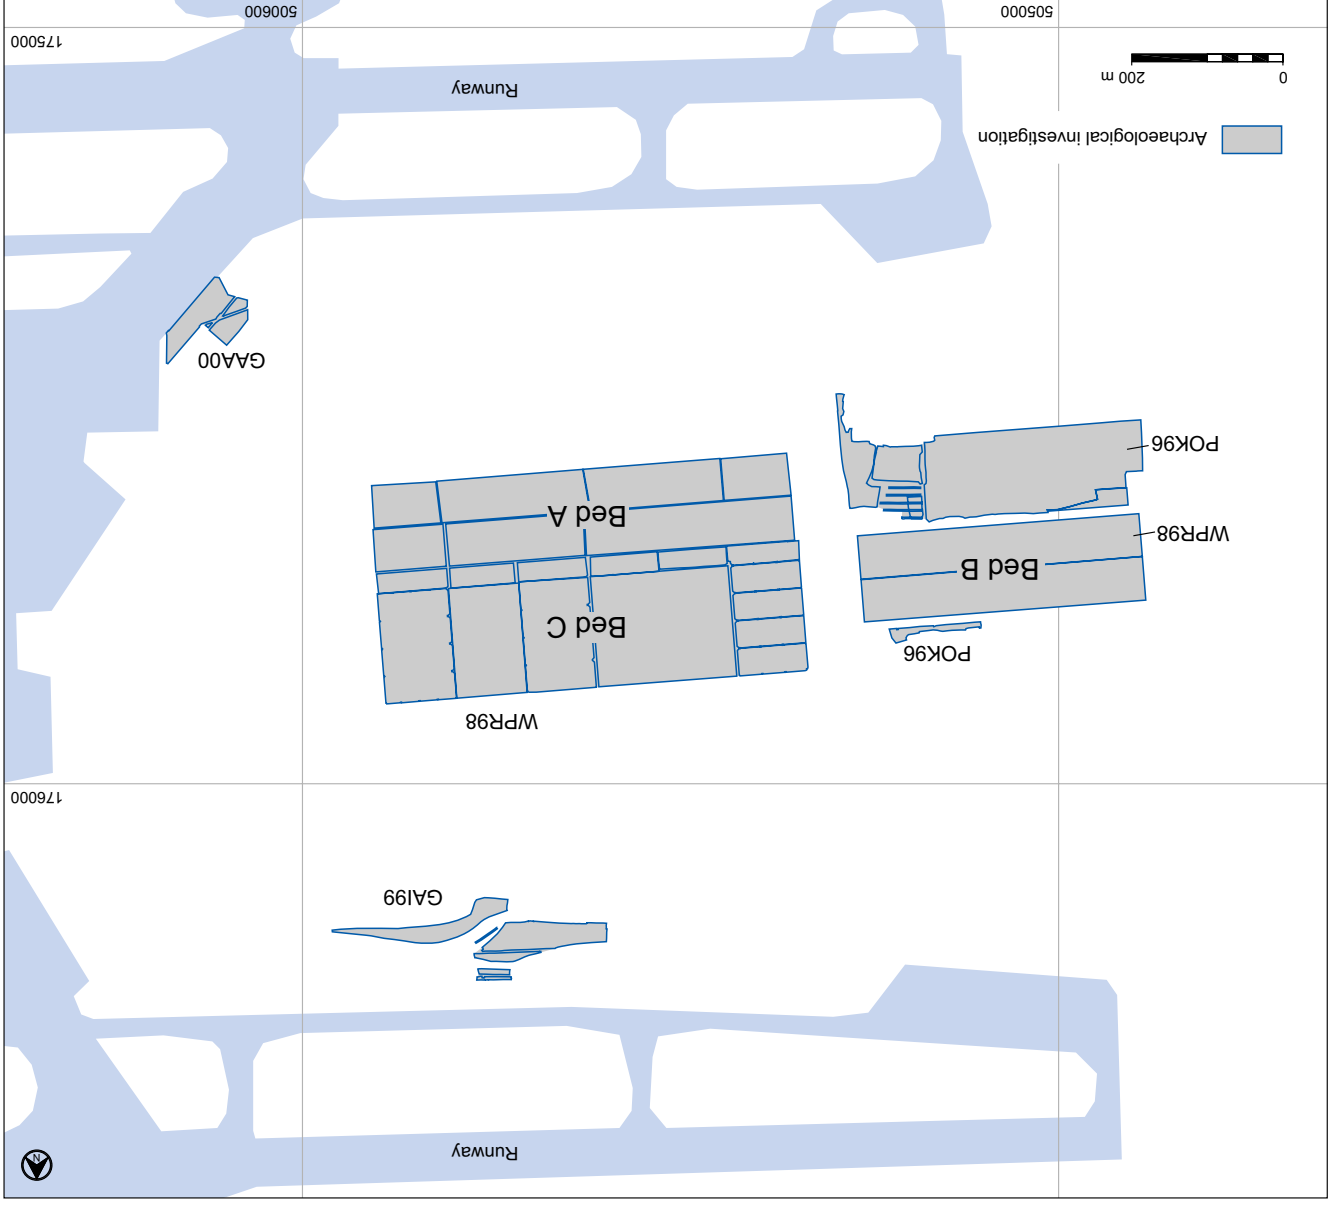 N
Runway
GAI99
176000
WPR98
POK96
Bed C
Bed B
WPR98
Bed A
POK96
GAA00
Archaeological investigation
0 200 m
Runway
175000
505000
506000